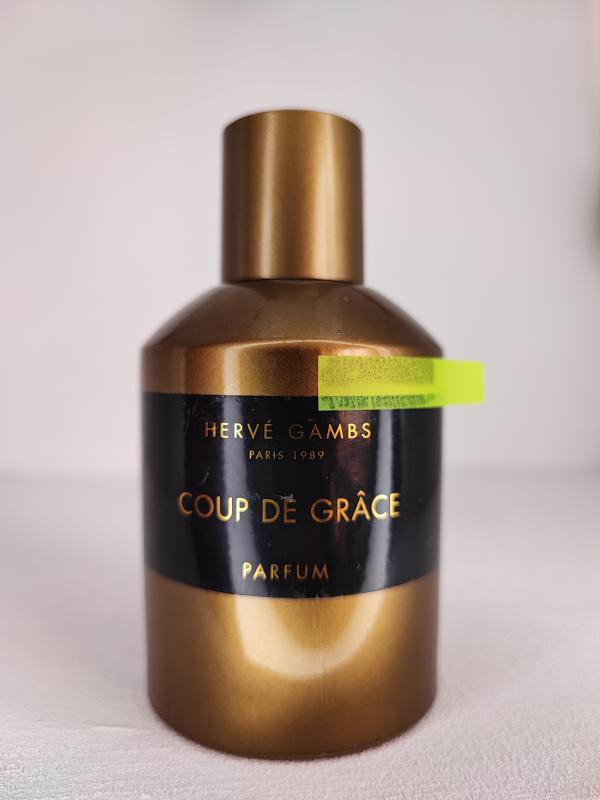 HERVÉ GAMBS
PARIS 1989
COUP DE GRÂCE
PARFUM